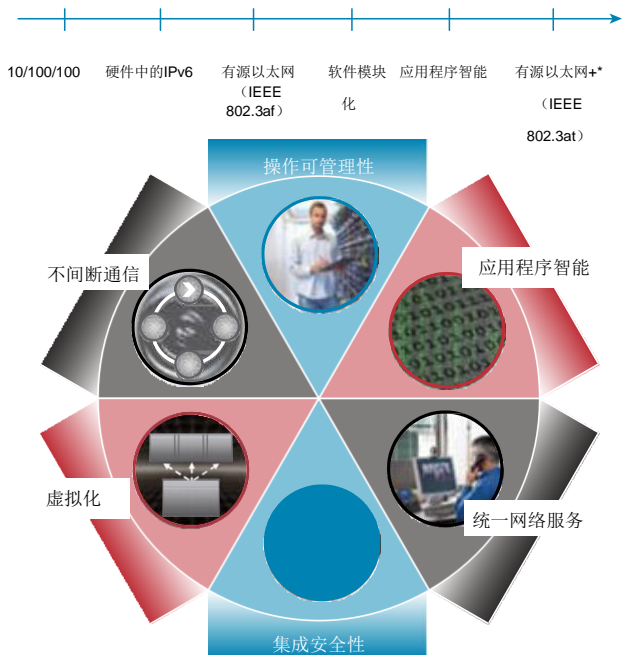 10/100/100
硬件中的IPv6
有源以太网
（IEEE
802.3af）
软件模块
化
应用程序智能
有源以太网+*
（IEEE
802.3at）
操作可管理性
不间断通信
应用程序智能
虚拟化
统一网络服务
集成安全性